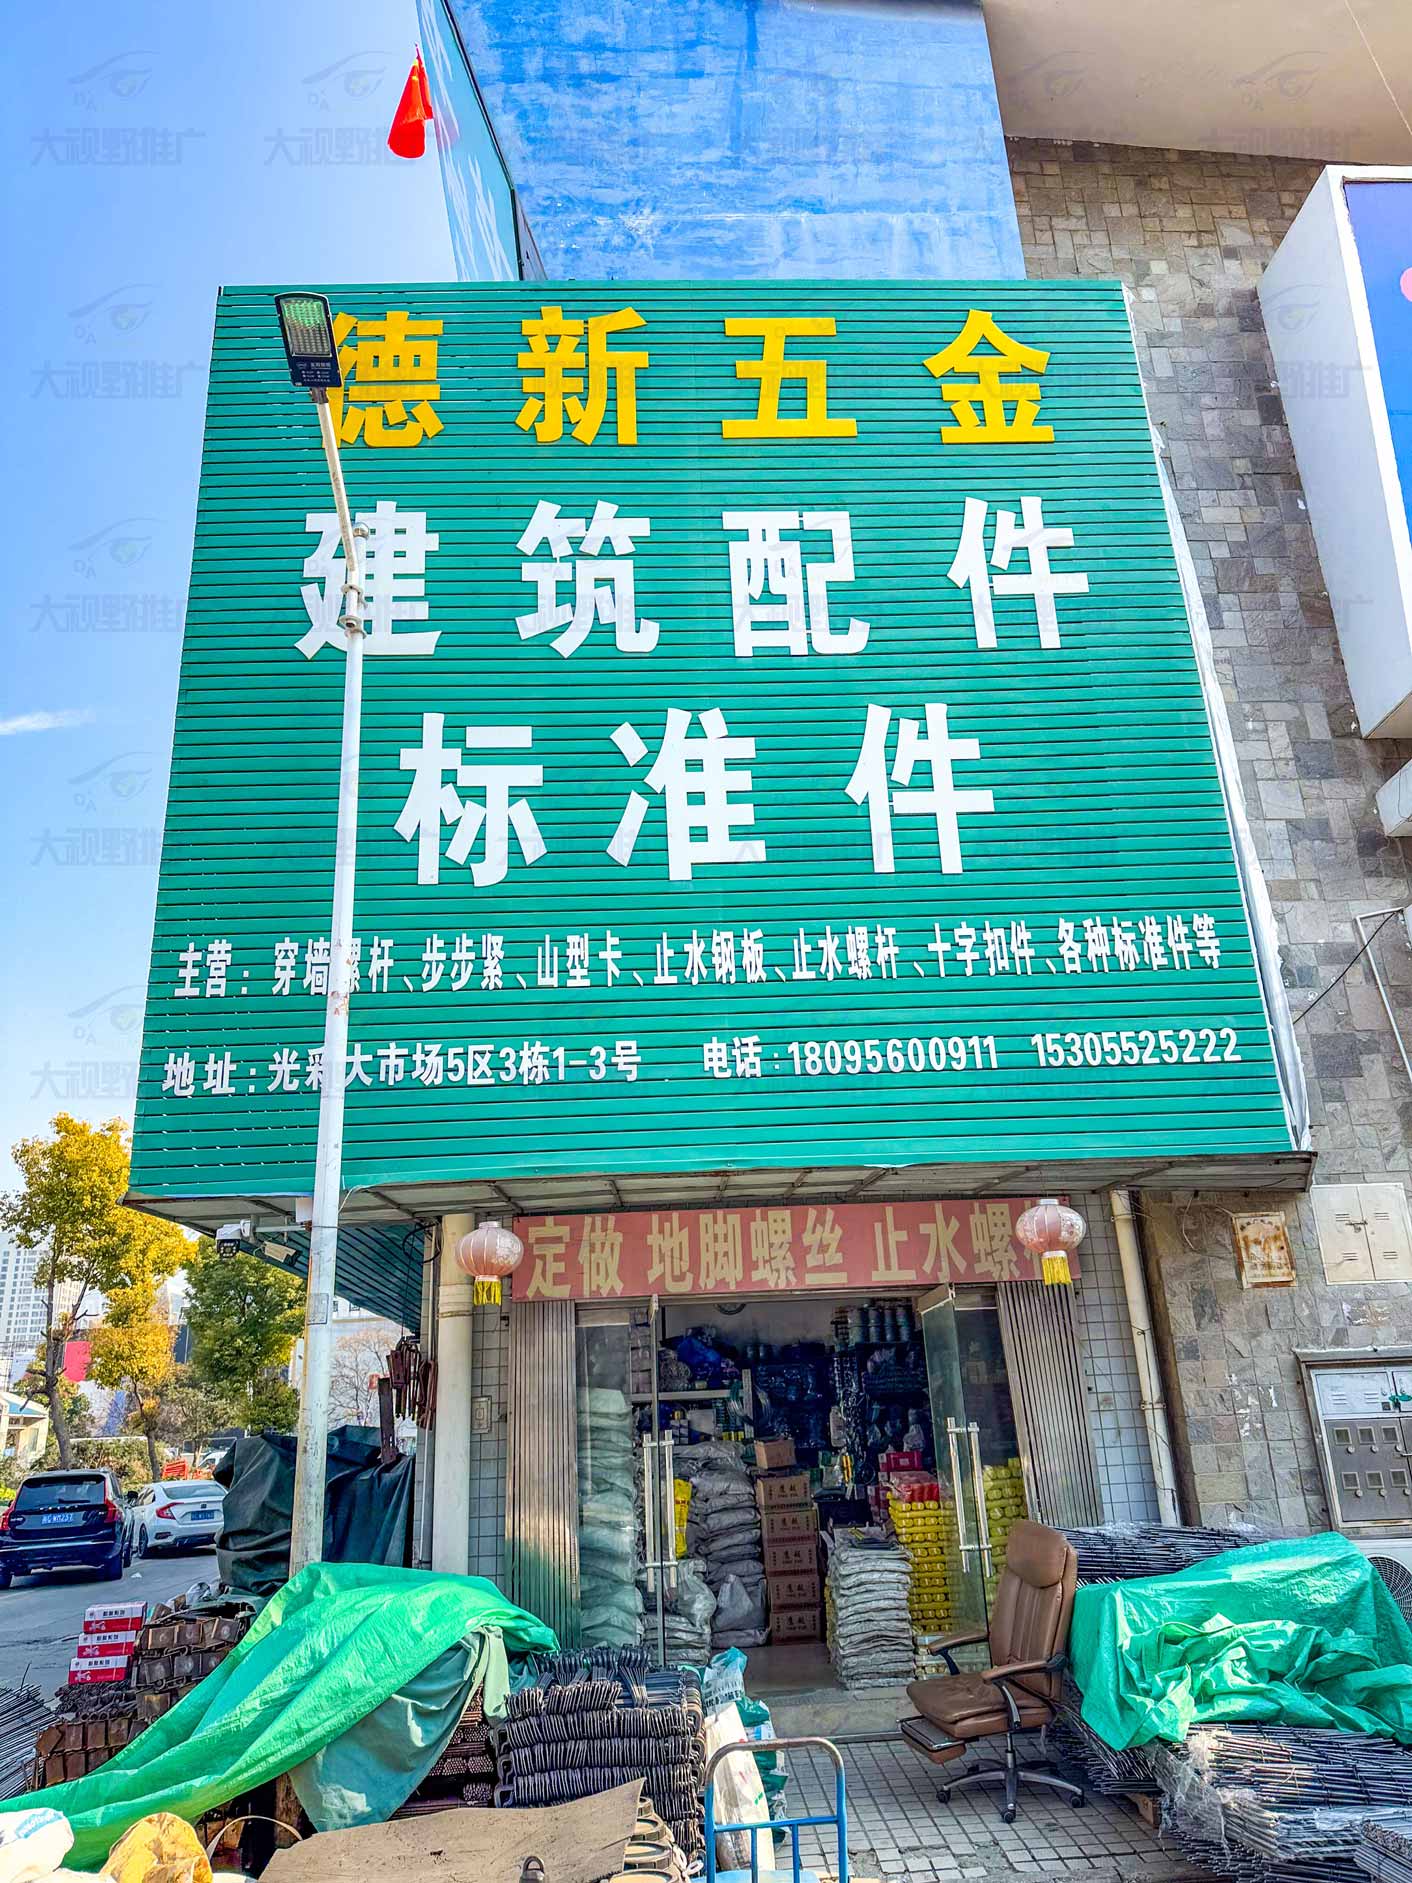 德新五金
建筑配件
标准件
主营：穿墙螺杆、步步紧、山型卡、止水钢板、止水螺杆、十字扣件、各种标准件等
地址：光彩大市场5区3栋1-3号 电话：18095600911 15305525222
定做 地脚螺丝 止水螺
大视野推广